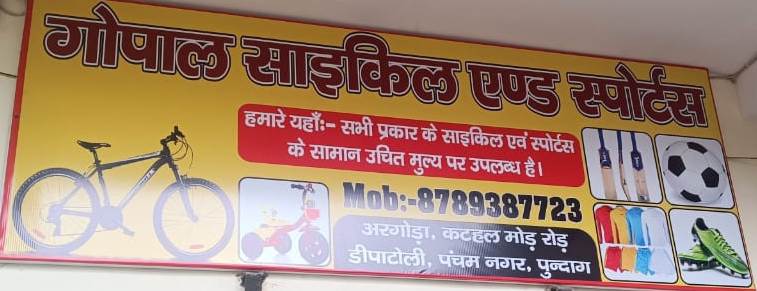 गोपाल साइकिल एण्ड स्पोर्टस
हमारे यहाँ:- सभी प्रकार के साइकिल एवं स्पोर्टस
के सामान उचित मुल्य पर उपलब्ध है।
Mob:-8789387723
अरगोड़ा, कटहल मोड़ रोड़
डीपाटोली, पंचम नगर, पुन्दाग